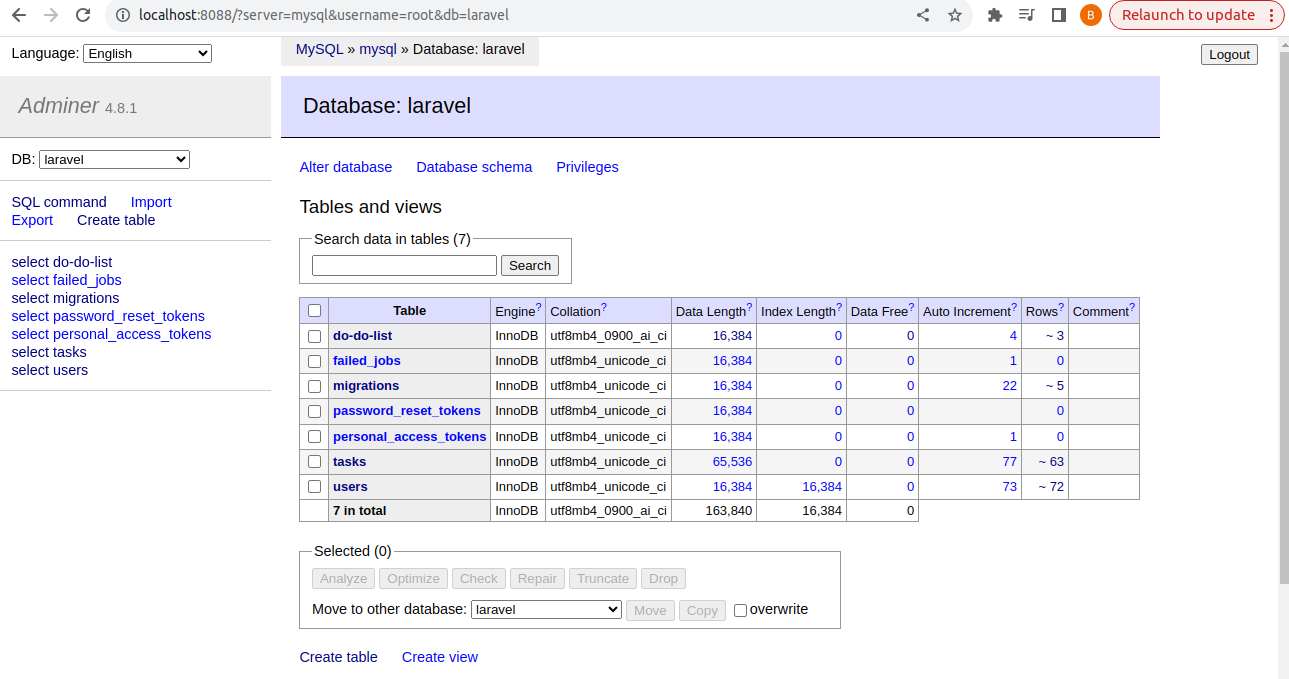 localhost:8088/?server=mysql&username=root&db=laravel
B
Relaunch to update
Language: English
MySQL » mysql » Database: laravel
Logout
Adminer 4.8.1
Database: laravel
DB: laravel
Alter database Database schema Privileges
SQL command Import
Export Create table
select do-do-list
select failed_jobs
select migrations
select password_reset_tokens
select personal_access_tokens
select tasks
select users
Tables and views
Search data in tables (7)
Search
Table Engine? Collation? Data Length? Index Length? Data Free? Auto Increment? Rows? Comment?
do-do-list InnoDB utf8mb4_0900_ai_ci 16,384 0 0 4 ~ 3
failed_jobs InnoDB utf8mb4_unicode_ci 16,384 0 0 1 0
migrations InnoDB utf8mb4_unicode_ci 16,384 0 0 22 ~ 5
password_reset_tokens InnoDB utf8mb4_unicode_ci 16,384 0 0 0
personal_access_tokens InnoDB utf8mb4_unicode_ci 16,384 0 0 1 0
tasks InnoDB utf8mb4_unicode_ci 65,536 0 0 77 ~ 63
users InnoDB utf8mb4_unicode_ci 16,384 16,384 0 73 ~ 72
7 in total InnoDB utf8mb4_0900_ai_ci 163,840 16,384 0
Selected (0)
Analyze Optimize Check Repair Truncate Drop
Move to other database: laravel Move Copy overwrite
Create table Create view